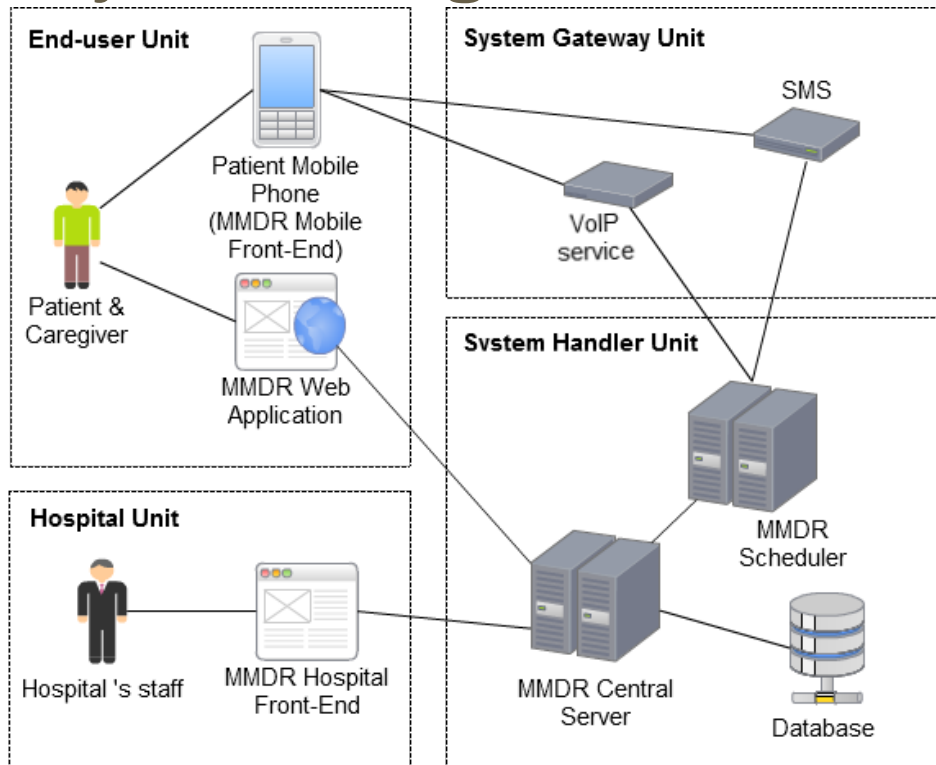 End-user Unit
Patient Mobile
Phone
(MMDR Mobile
Front-End)
Patient &
Caregiver
MMDR Web
Application
System Gateway Unit
SMS
VoIP
service
System Handler Unit
MMDR
Scheduler
MMDR Central
Server
Database
Hospital Unit
Hospital 's staff
MMDR Hospital
Front-End